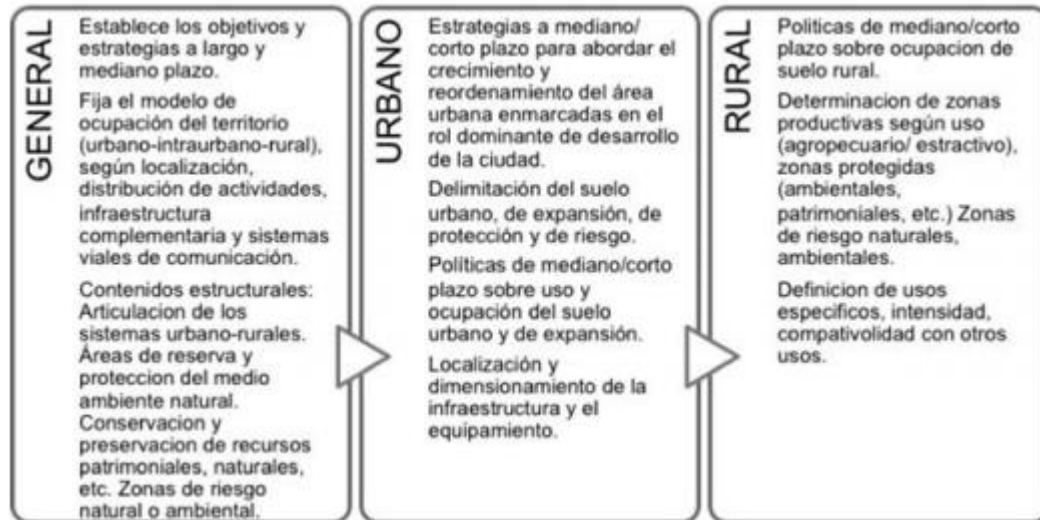 GENERAL
Establece los objetivos y
estrategias a largo y
mediano plazo.
Fija el modelo de
ocupación del territorio
(urbano-intraurbano-rural),
según localización,
distribución de actividades,
infraestructura
complementaria y sistemas
viales de comunicación.
Contenidos estructurales:
Articulacion de los
sistemas urbano-rurales.
Áreas de reserva y
proteccion del medio
ambiente natural.
Conservacion y
preservacion de recursos
patrimoniales, naturales,
etc. Zonas de riesgo
natural o ambiental.
URBANO
Estrategias a mediano/
corto plazo para abordar el
crecimiento y
reordenamiento del área
urbana enmarcadas en el
rol dominante de desarrollo
de la ciudad.
Delimitación del suelo
urbano, de expansión, de
protección y de riesgo.
Políticas de mediano/corto
plazo sobre uso y
ocupación del suelo
urbano y de expansión.
Localización y
dimensionamiento de la
infraestructura y el
equipamiento.
RURAL
Politicas de mediano/corto
plazo sobre ocupacion de
suelo rural.
Determinacion de zonas
productivas según uso
(agropecuario/ estractivo),
zonas protegidas
(ambientales,
patrimoniales, etc.) Zonas
de riesgo naturales,
ambientales.
Definicion de usos
especificos, intensidad,
compativolidad con otros
usos.